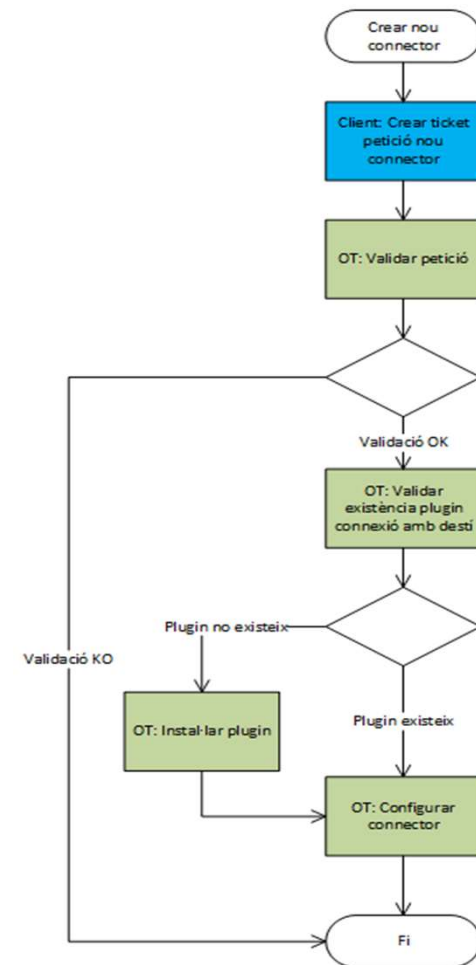 Crear nou
connector
Client: Crear ticket
petició nou
connector
OT: Validar petició
Validació OK
OT: Validar
existència plugin
connexió amb destí
Plugin no existeix
Validació KO
Plugin existeix
OT: Instal·lar plugin
OT: Configurar
connector
Fi